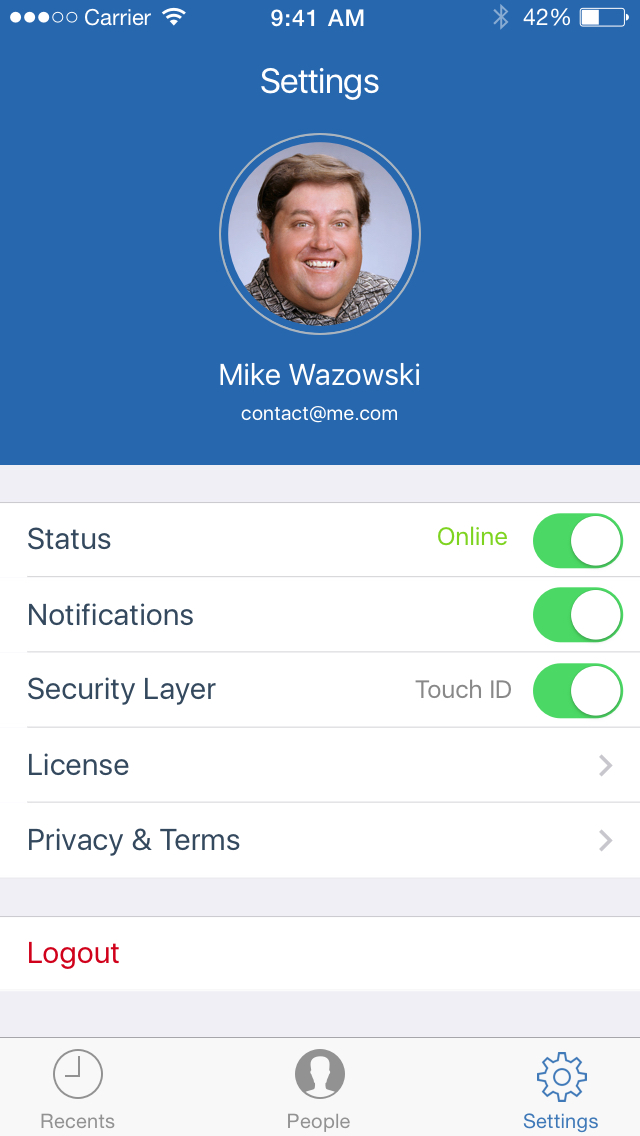 Carrier 9:41 AM 42%
Settings
Mike Wazowski
contact@me.com
Status Online
Notifications
Security Layer Touch ID
License
Privacy & Terms
Logout
Recents People Settings